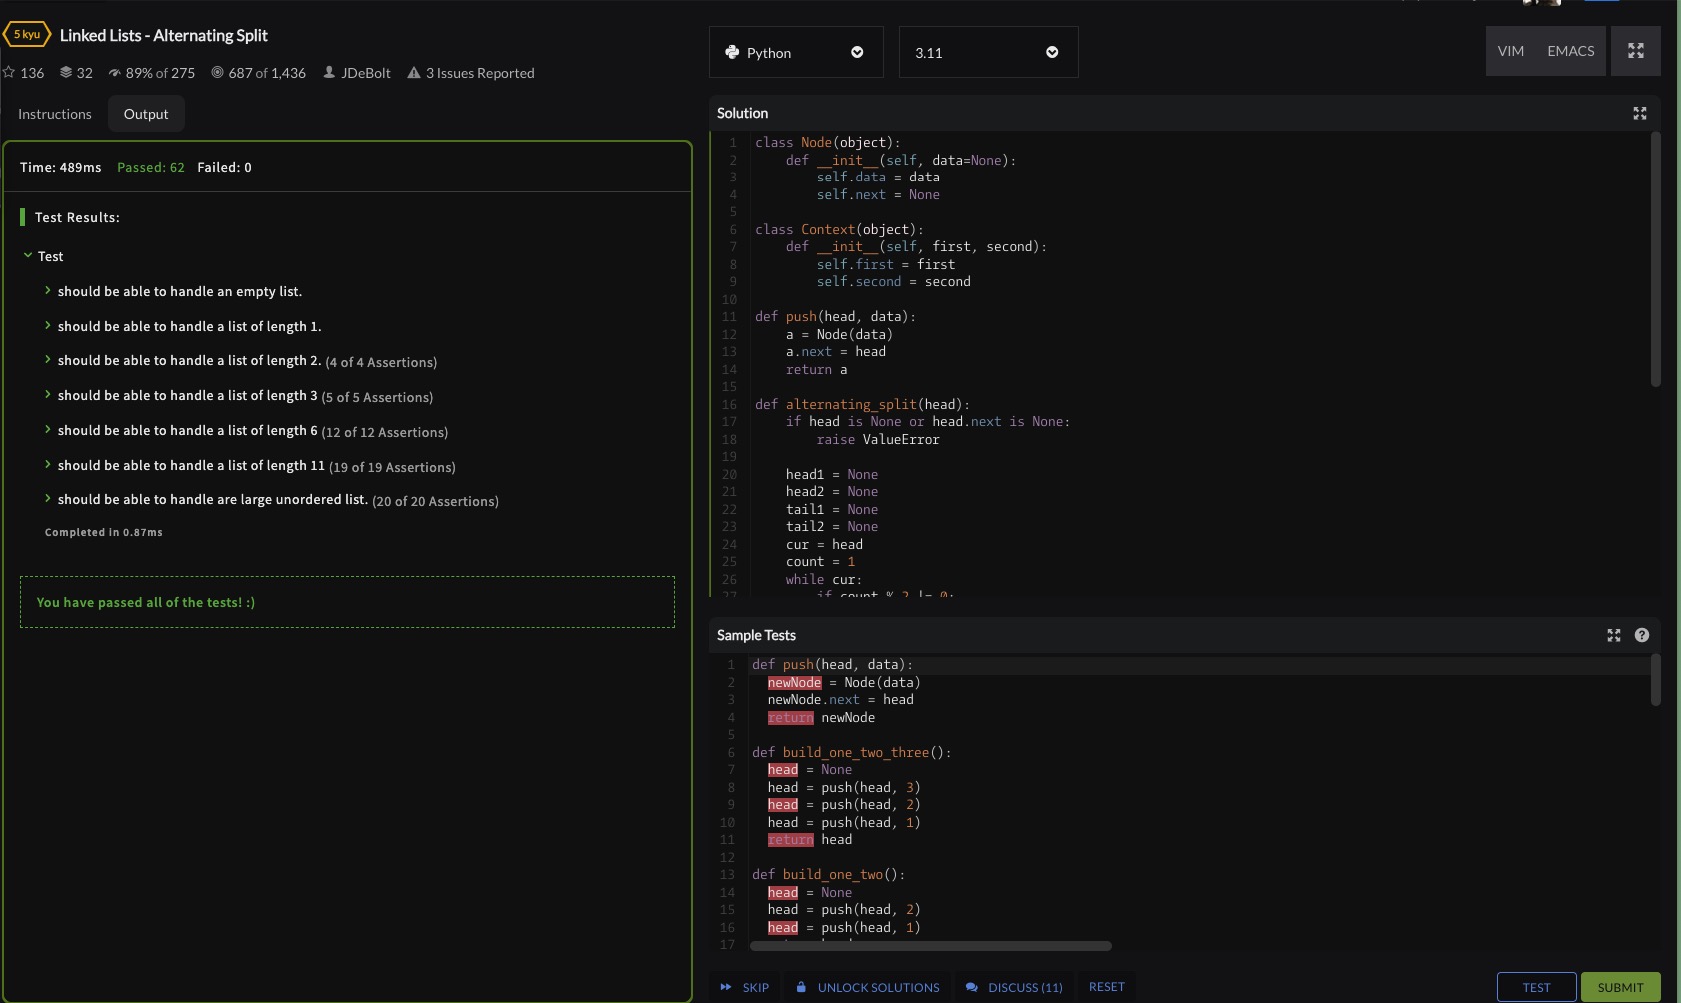 5 kyu
Linked Lists - Alternating Split
136 32 89% of 275 687 of 1,436 JDeBolt 3 Issues Reported
Instructions
Output
Time: 489ms Passed: 62 Failed: 0
Test Results:
Test
should be able to handle an empty list.
should be able to handle a list of length 1.
should be able to handle a list of length 2. (4 of 4 Assertions)
should be able to handle a list of length 3 (5 of 5 Assertions)
should be able to handle a list of length 6 (12 of 12 Assertions)
should be able to handle a list of length 11 (19 of 19 Assertions)
should be able to handle are large unordered list. (20 of 20 Assertions)
Completed in 0.87ms
You have passed all of the tests! :)
Python
3.11
VIM
EMACS
Solution
1 class Node(object):
2     def __init__(self, data=None):
3         self.data = data
4         self.next = None
5
6 class Context(object):
7     def __init__(self, first, second):
8         self.first = first
9         self.second = second
10
11 def push(head, data):
12     a = Node(data)
13     a.next = head
14     return a
15
16 def alternating_split(head):
17     if head is None or head.next is None:
18         raise ValueError
19
20     head1 = None
21     head2 = None
22     tail1 = None
23     tail2 = None
24     cur = head
25     count = 1
26     while cur:
27         if count % 2 != 0:
Sample Tests
1 def push(head, data):
2   newNode = Node(data)
3   newNode.next = head
4   return newNode
5
6 def build_one_two_three():
7   head = None
8   head = push(head, 3)
9   head = push(head, 2)
10   head = push(head, 1)
11   return head
12
13 def build_one_two():
14   head = None
15   head = push(head, 2)
16   head = push(head, 1)
17
SKIP
UNLOCK SOLUTIONS
DISCUSS (11)
RESET
TEST
SUBMIT